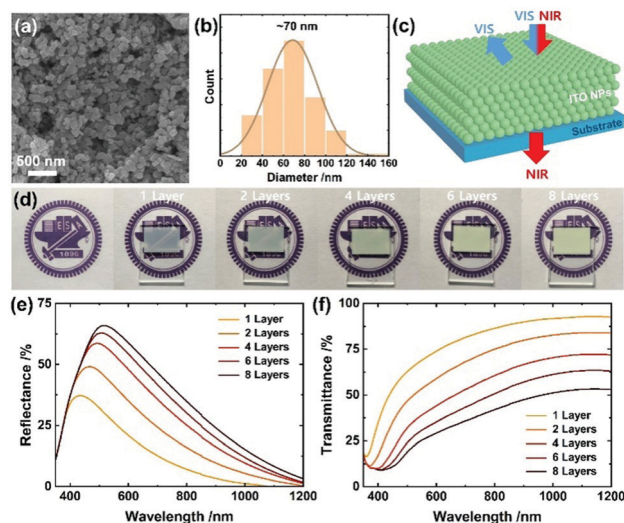 (a)
500 nm
(b)
~70 nm
Count
0 20 40 60 80 100 120 140 160
Diameter /nm
(c)
VIS
VIS NIR
ITO NPs
Substrate
NIR
(d)
1 Layer
2 Layers
4 Layers
6 Layers
8 Layers
1896
(e)
75
50
25
0
Reflectance /%
1 Layer
2 Layers
4 Layers
6 Layers
8 Layers
400 600 800 1000 1200
Wavelength /nm
(f)
100
75
50
25
0
Transmittance /%
1 Layer
2 Layers
4 Layers
6 Layers
8 Layers
400 600 800 1000 1200
Wavelength /nm